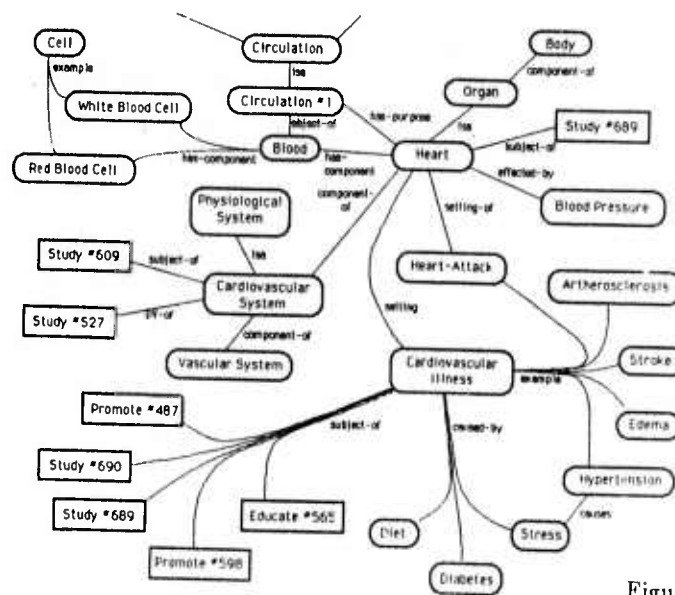 Cell
Circulation
Body
example
isa
component-of
White Blood Cell
Circulation #1
Organ
object-of
has-purpose
isa
Study #689
Red Blood Cell
has-component
Blood
has-component
Heart
subject-of
effected-by
Physiological System
component-of
Blood Pressure
setting-of
Study #609
subject-of
isa
Heart-Attack
Cardiovascular System
Artherosclerosis
Study #527
setting
component-of
Vascular System
Cardiovascular Illness
Stroke
example
Promote #487
subject-of
caused-by
Edema
Study #690
Hypertension
Study #689
Educate #565
causes
Diet
Stress
Promote #598
Diabetes
Figu